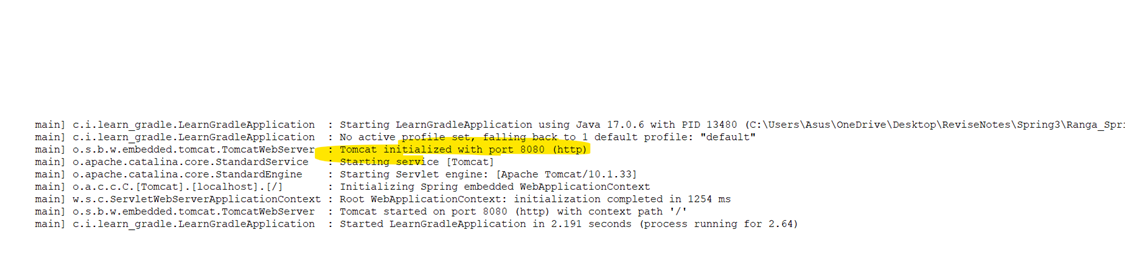 main] c.i.learn_gradle.LearnGradleApplication : Starting LearnGradleApplication using Java 17.0.6 with PID 13480 (C:\Users\Asus\OneDrive\Desktop\ReviseNotes\Spring3\Ranga_Spr
main] c.i.learn_gradle.LearnGradleApplication : No active profile set, falling back to 1 default profile: "default"
main] o.s.b.w.embedded.tomcat.TomcatWebServer : Tomcat initialized with port 8080 (http)
main] o.apache.catalina.core.StandardService : Starting service [Tomcat]
main] o.apache.catalina.core.StandardEngine : Starting Servlet engine: [Apache Tomcat/10.1.33]
main] o.a.c.c.C.[Tomcat].[localhost].[/] : Initializing Spring embedded WebApplicationContext
main] w.s.c.ServletWebServerApplicationContext : Root WebApplicationContext: initialization completed in 1254 ms
main] o.s.b.w.embedded.tomcat.TomcatWebServer : Tomcat started on port 8080 (http) with context path '/'
main] c.i.learn_gradle.LearnGradleApplication : Started LearnGradleApplication in 2.191 seconds (process running for 2.64)